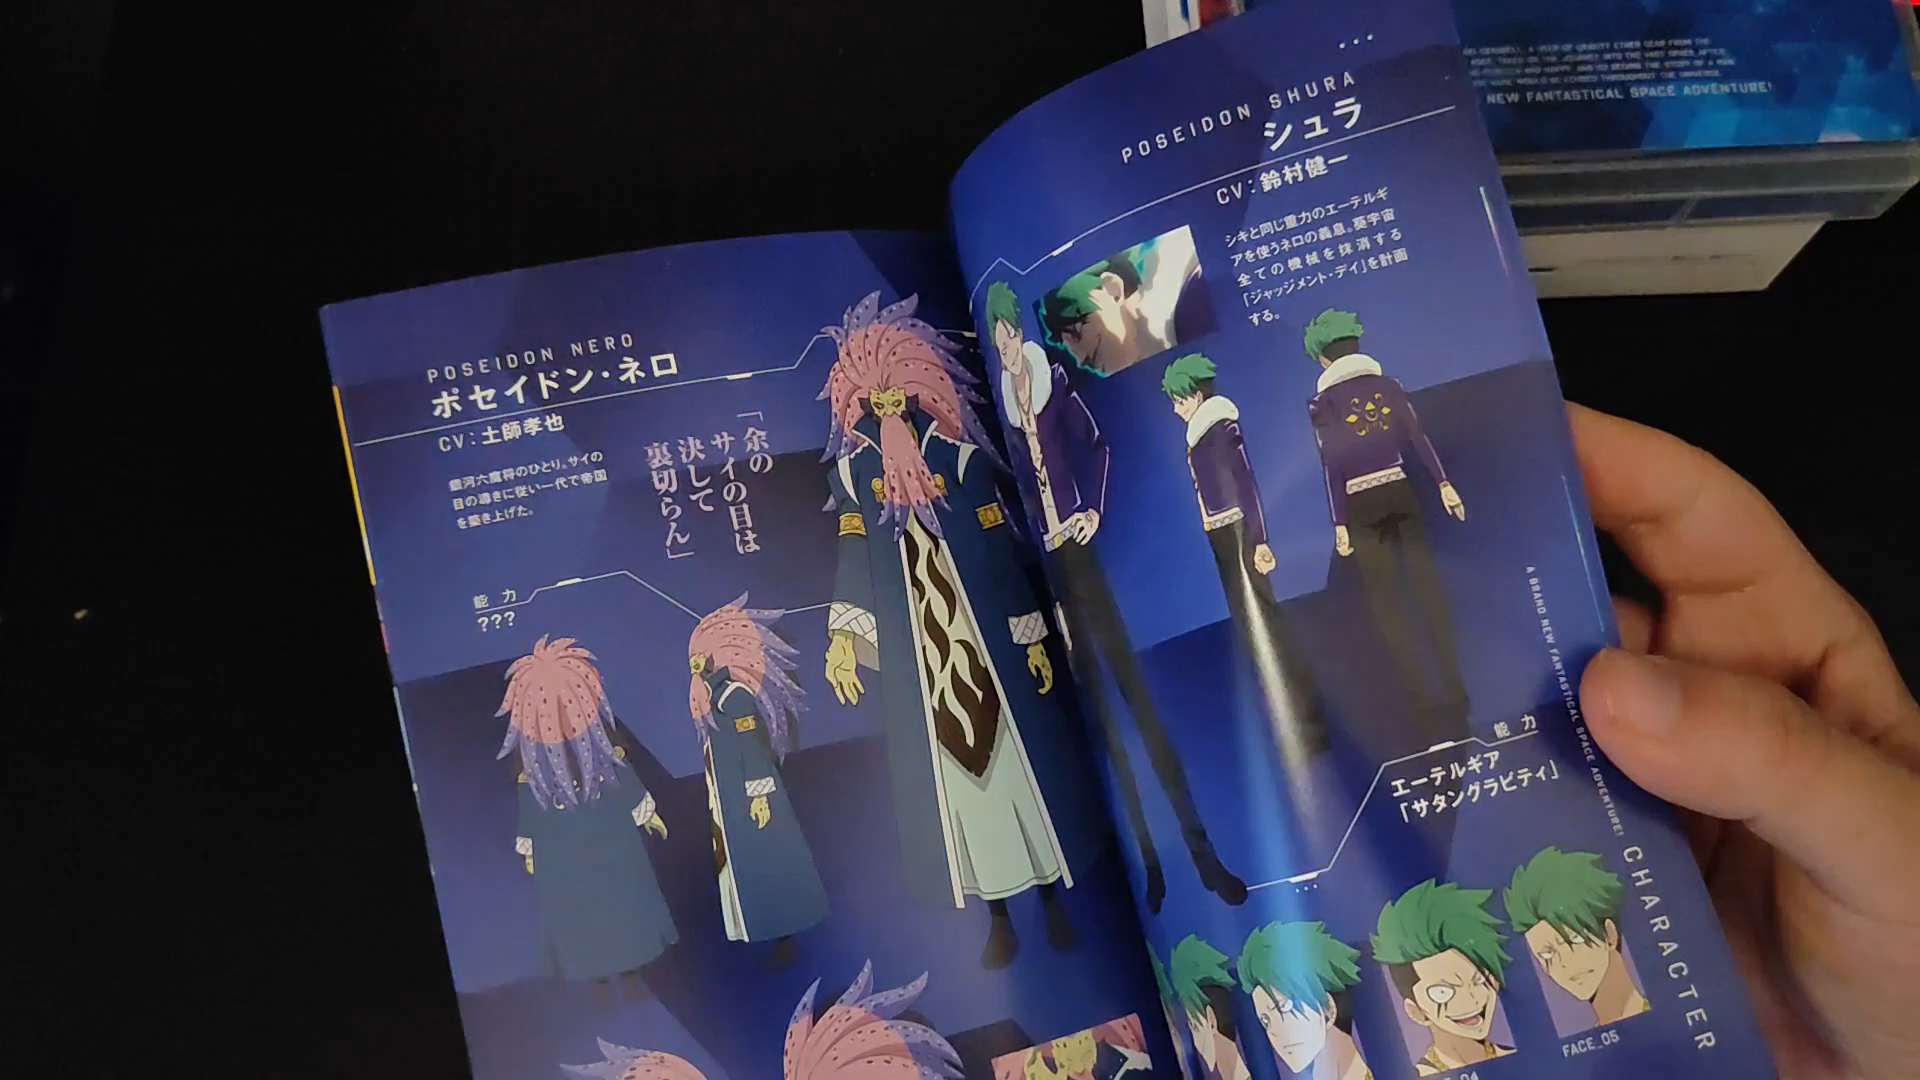 POSEIDON NERO
ポセイドン・ネロ
CV：土師孝也
銀河六魔将のひとり。サイの
目の導きに従い一代で帝国
を築き上げた。
「余の
サイの目は
決して
裏切らん」
能力
???
POSEIDON SHURA
シュラ
CV：鈴村健一
シキと同じ重力のエーテルギ
アを使うネロの義息。葵宇宙
全ての機械を抹消する
「ジャッジメント・デイ」を計画
する。
能力
エーテルギア
「サタングラビティ」
FACE_05
A BRAND NEW FANTASTICAL SPACE ADVENTURE!
CHARACTER
NEW FANTASTICAL SPACE ADVENTURE!